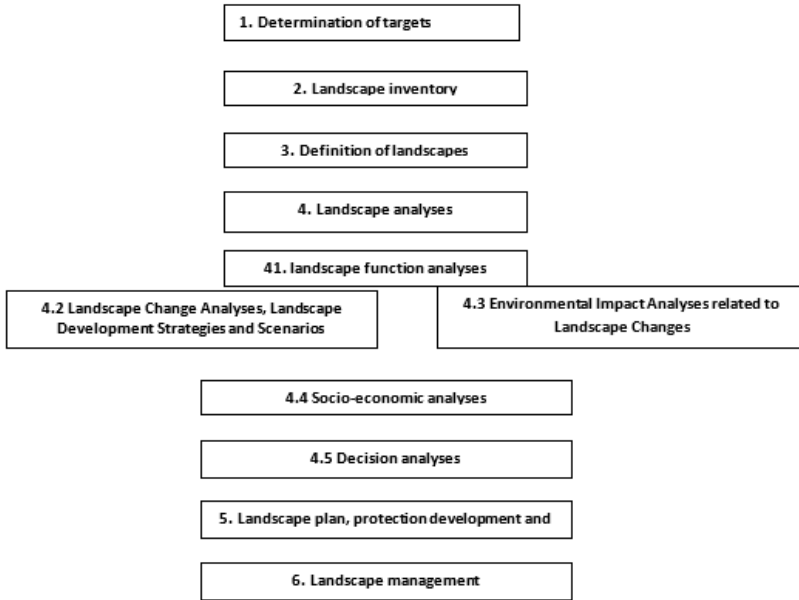 1. Determination of targets
2. Landscape inventory
3. Definition of landscapes
4. Landscape analyses
41. landscape function analyses
4.2 Landscape Change Analyses, Landscape
Development Strategies and Scenarios
4.3 Environmental Impact Analyses related to
Landscape Changes
4.4 Socio-economic analyses
4.5 Decision analyses
5. Landscape plan, protection development and
6. Landscape management